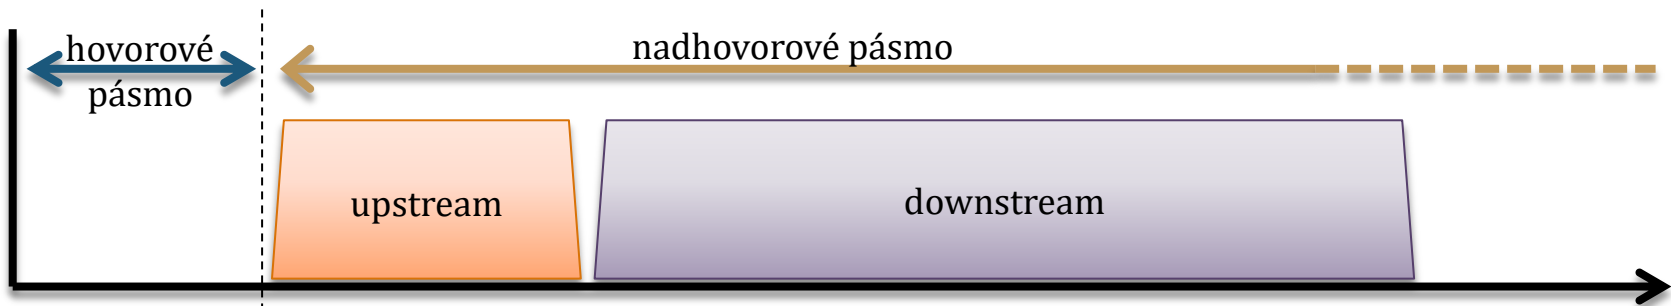 hovorové
pásmo
nadhovorové pásmo
upstream
downstream